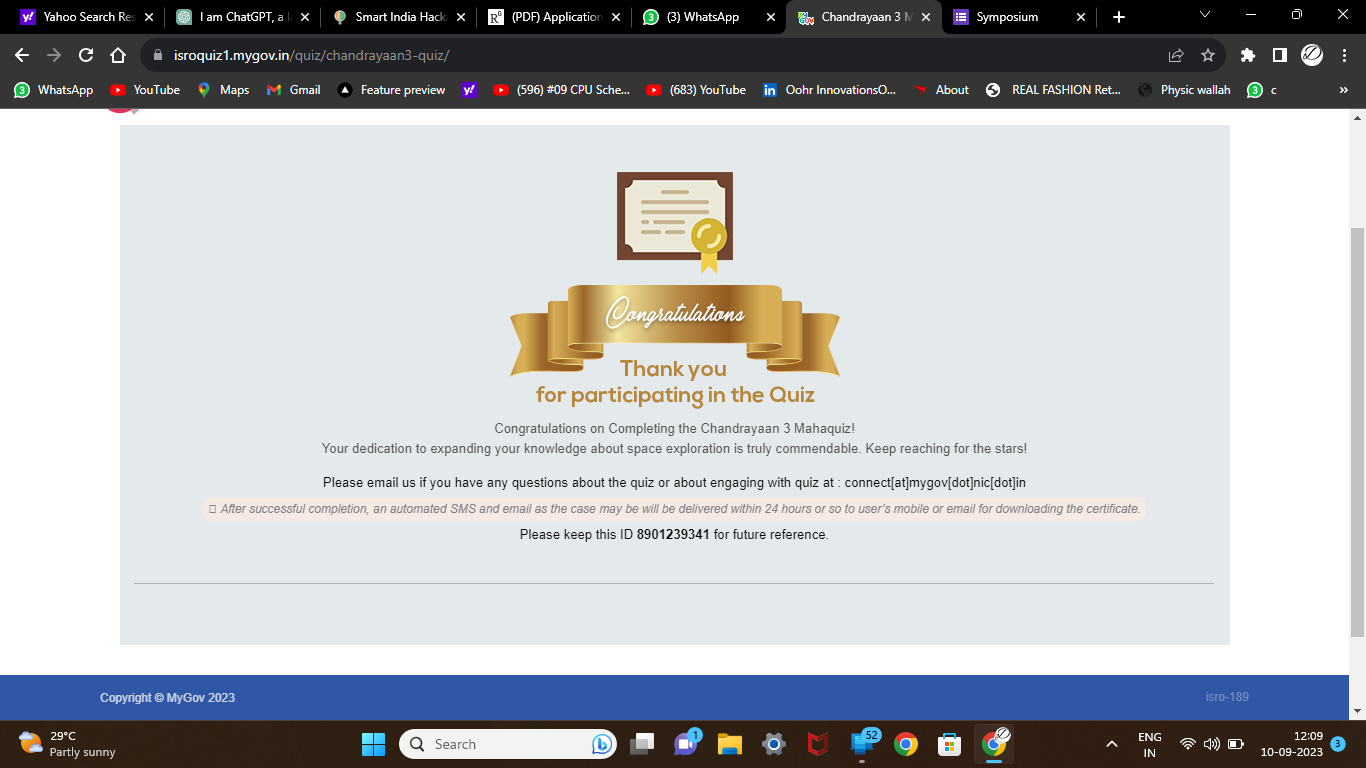 Yahoo Search Res
I am ChatGPT, a la
Smart India Hacka
(PDF) Application
(3) WhatsApp
Chandrayaan 3 M
Symposium
isroquiz1.mygov.in/quiz/chandrayaan3-quiz/
WhatsApp
YouTube
Maps
Gmail
Feature preview
(596) #09 CPU Sche...
(683) YouTube
Oohr InnovationsO...
About
REAL FASHION Ret...
Physic wallah
c
Congratulations
Thank you
for participating in the Quiz
Congratulations on Completing the Chandrayaan 3 Mahaquiz!
Your dedication to expanding your knowledge about space exploration is truly commendable. Keep reaching for the stars!
Please email us if you have any questions about the quiz or about engaging with quiz at : connect[at]mygov[dot]nic[dot]in
After successful completion, an automated SMS and email as the case may be will be delivered within 24 hours or so to user's mobile or email for downloading the certificate.
Please keep this ID 8901239341 for future reference.
Copyright © MyGov 2023
isro-189
29°C
Partly sunny
Search
1
52
ENG
IN
12:09
10-09-2023
3